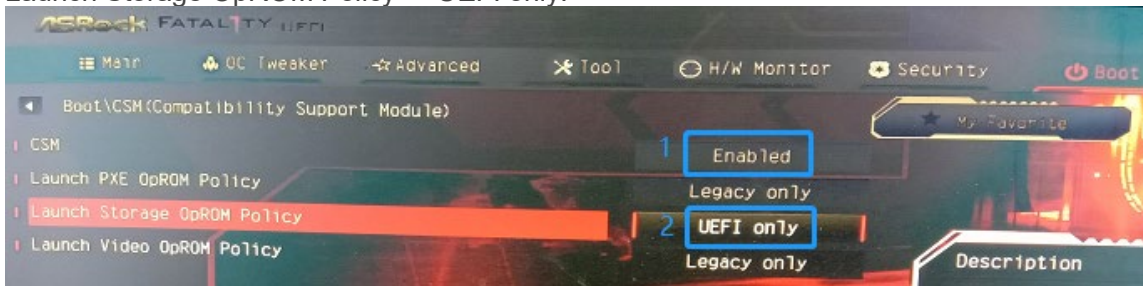 Launch Storage OpROM Policy
UEFI only.
ASRock FATAL1TY UEFI
Main OC Tweaker Advanced Tool H/W Monitor Security Boot
Boot\CSM(Compatibility Support Module)
My Favorite
CSM 1 Enabled
Launch PXE OpROM Policy Legacy only
Launch Storage OpROM Policy 2 UEFI only
Launch Video OpROM Policy Legacy only
Description